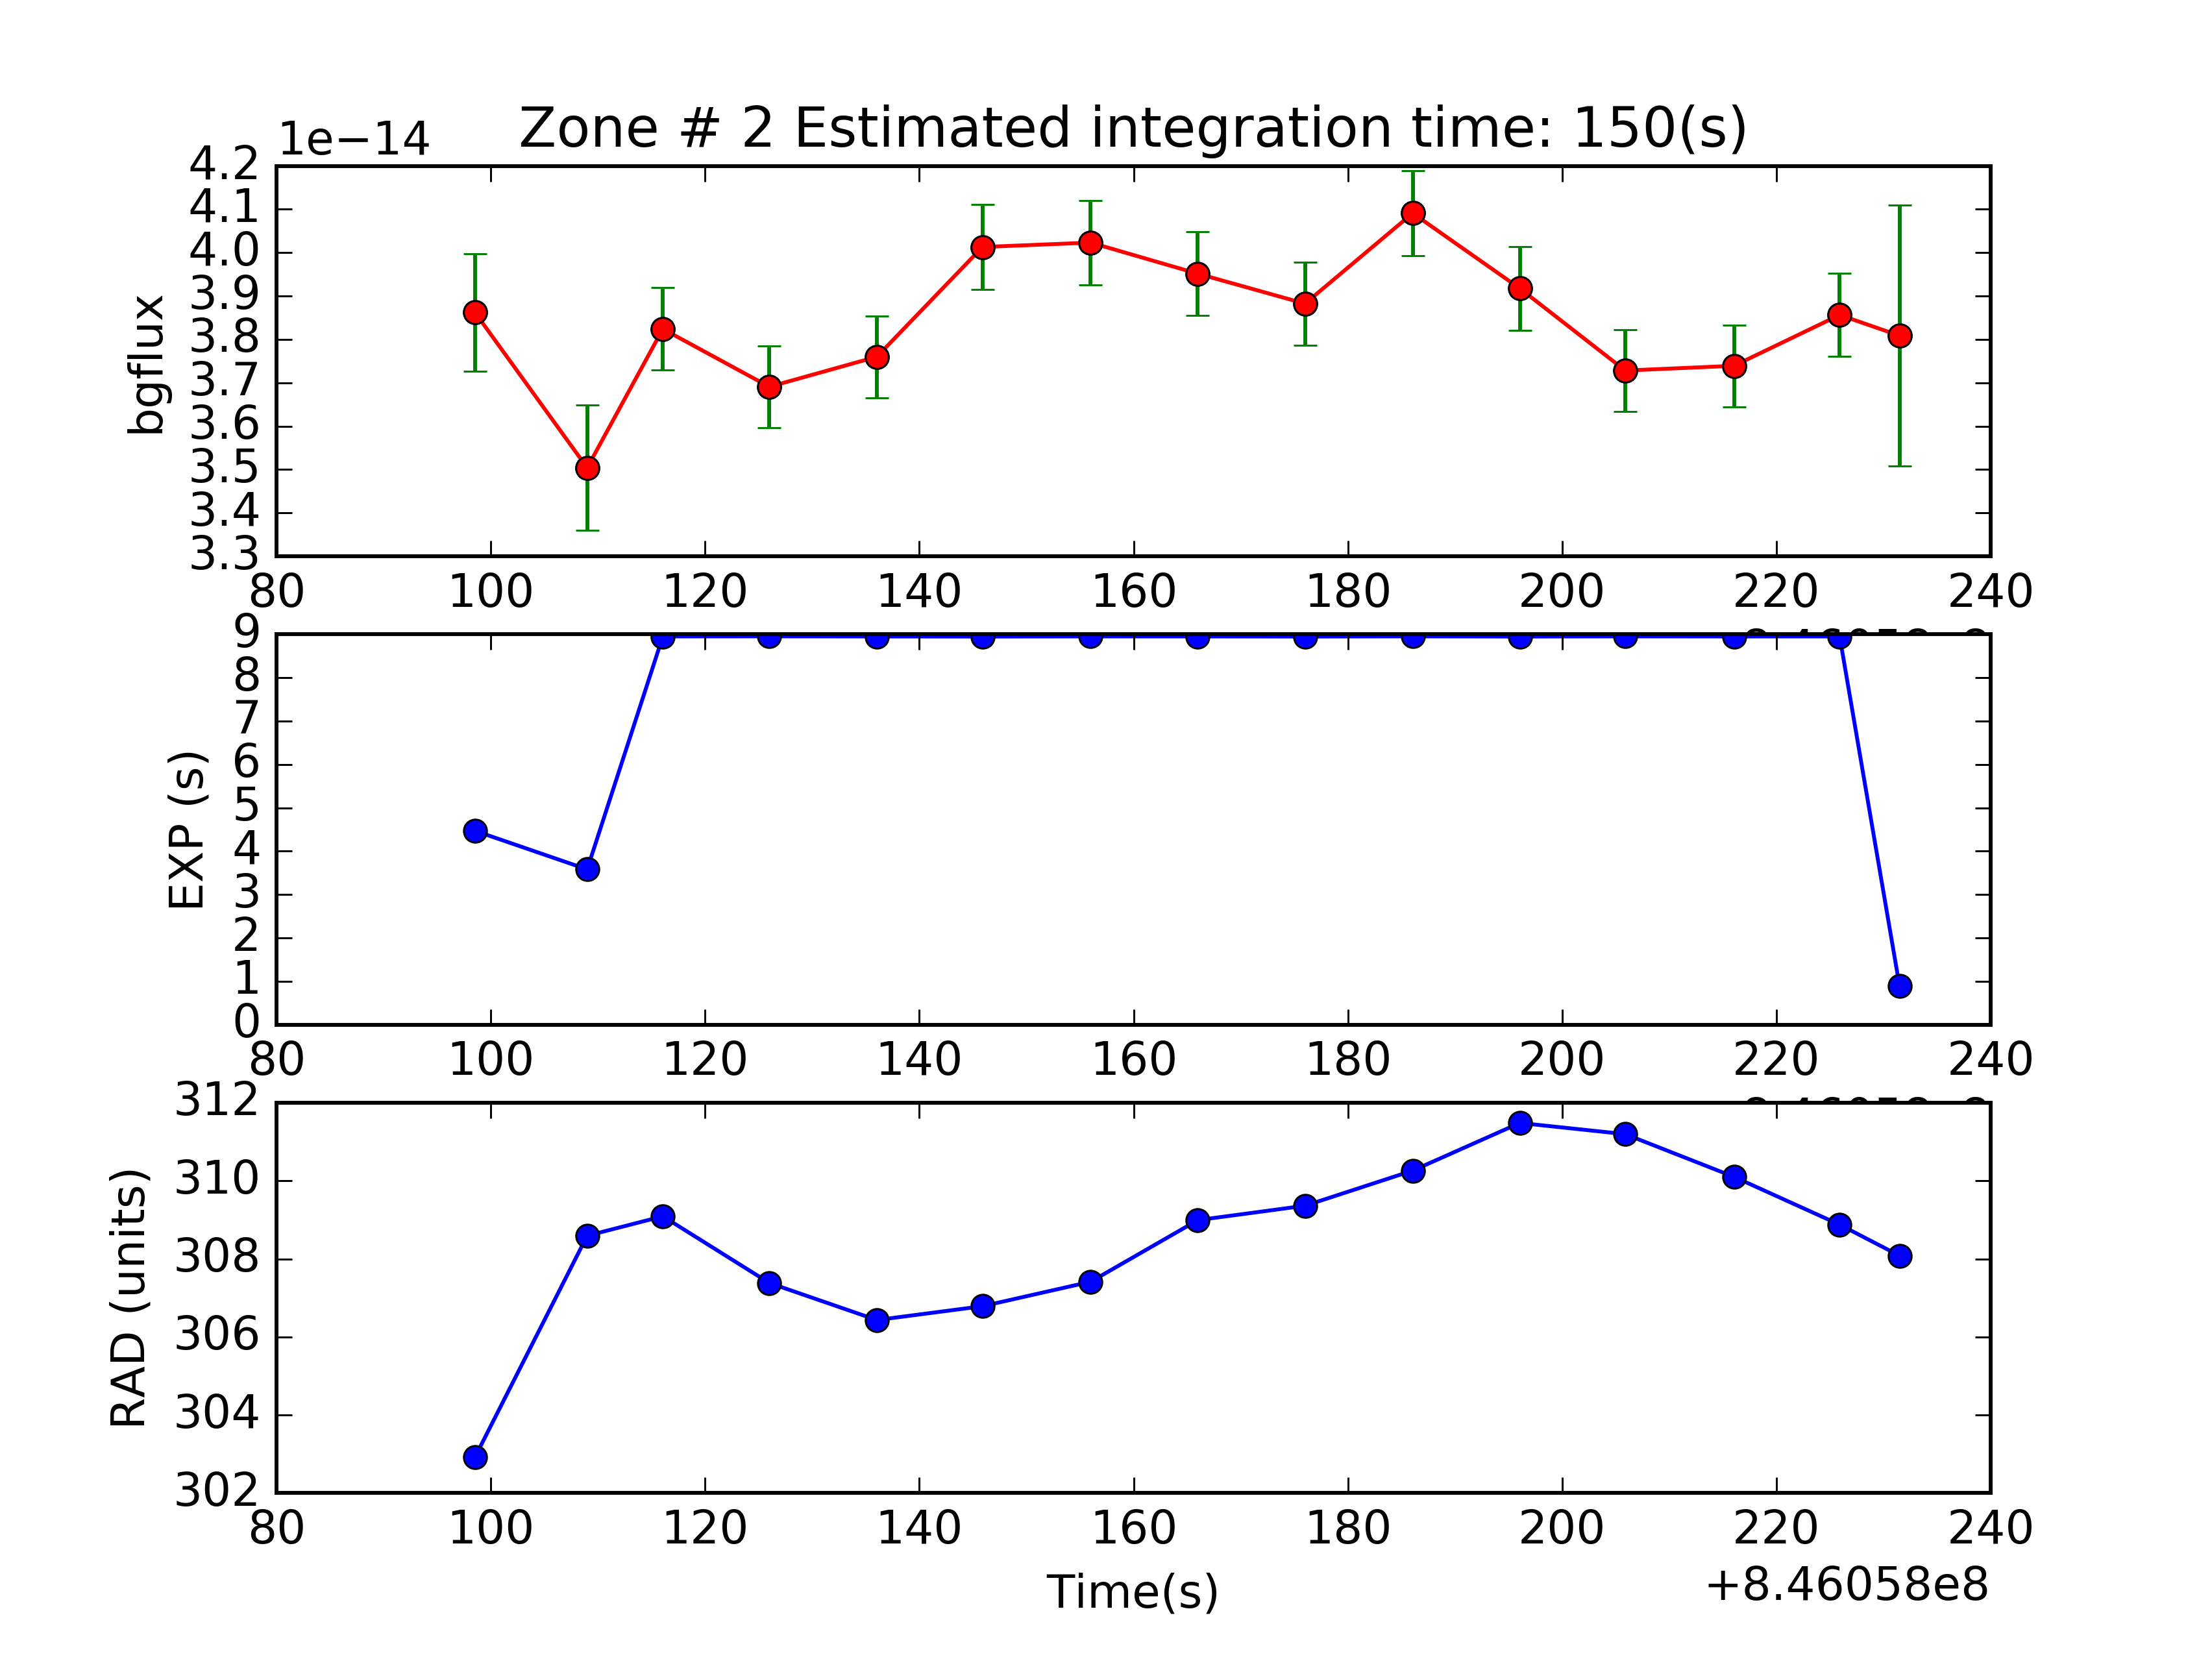 1e−14
Zone # 2 Estimated integration time: 150(s)
4.2
4.1
4.0
3.9
3.8
3.7
3.6
3.5
3.4
3.3
bgflux
80 100 120 140 160 180 200 220 240
9
8
7
6
5
4
3
2
1
0
EXP (s)
80 100 120 140 160 180 200 220 240
312
310
308
306
304
302
RAD (units)
80 100 120 140 160 180 200 220 240
Time(s)
+8.46058e8